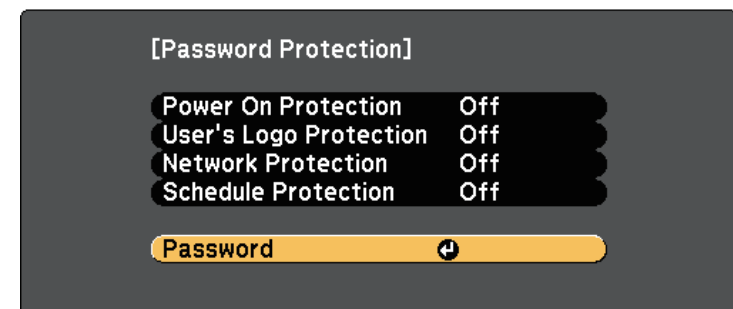 [Password Protection]
Power On Protection Off
User's Logo Protection Off
Network Protection Off
Schedule Protection Off
Password